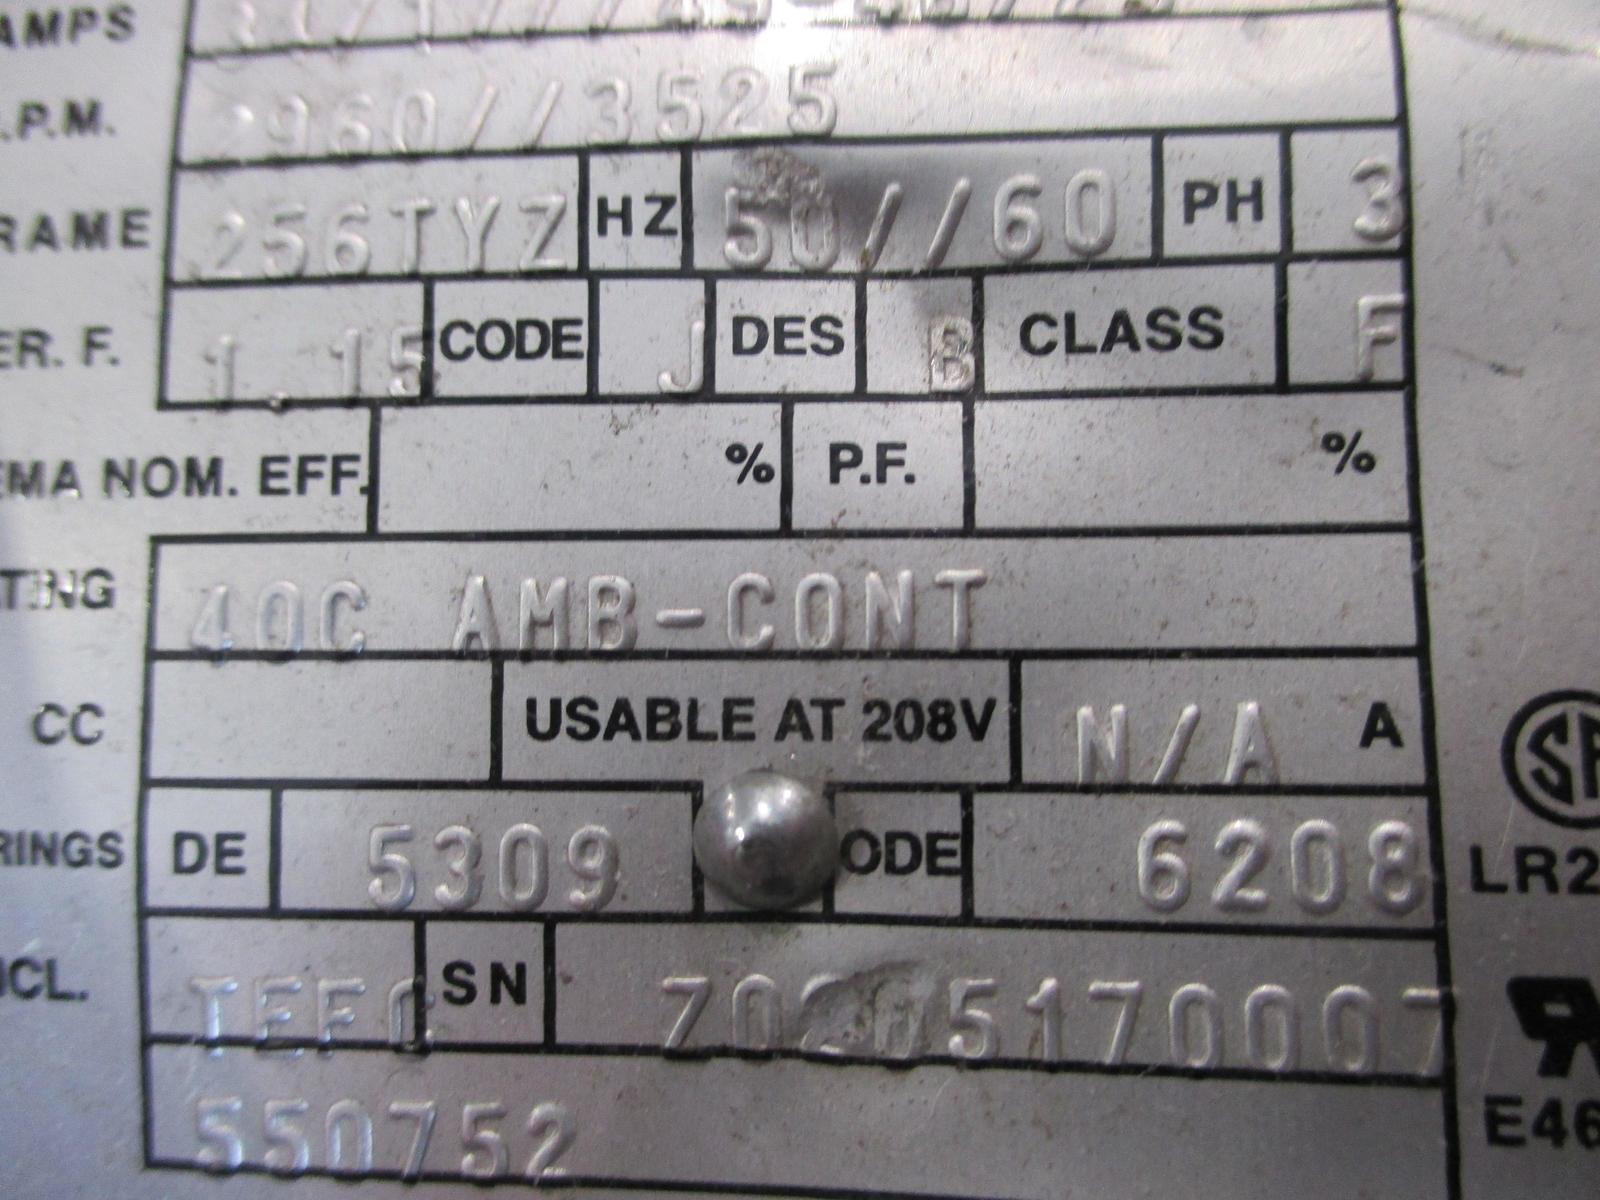 AMPS
.P.M. 2960//3525
RAME 256TYZ HZ 50//60 PH 3
ER. F. 1.15 CODE J DES B CLASS F
EMA NOM. EFF. % P.F. %
TING 40C AMB-CONT
CC USABLE AT 208V N/A A
RINGS DE 5309 ODE 6208
LR2
NCL. TEFC SN
550752
E46